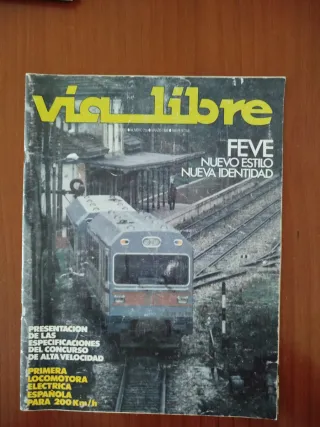 vía libre
FEVE
NUEVO ESTILO
NUEVA IDENTIDAD
PRESENTACION
DE LAS
ESPECIFICACIONES
DEL CONCURSO
DE ALTA VELOCIDAD
PRIMERA
LOCOMOTORA
ELECTRICA
ESPAÑOLA
PARA 200 Km/h